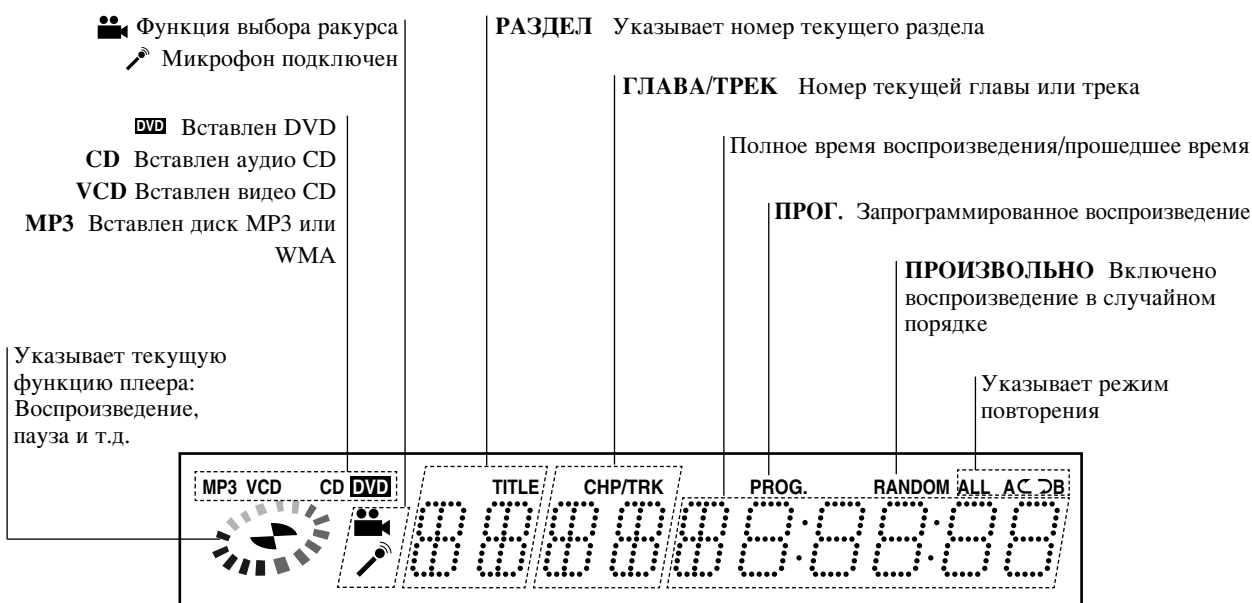 Функция выбора ракурса
Микрофон подключен
DVD Вставлен DVD
CD Вставлен аудио CD
VCD Вставлен видео CD
MP3 Вставлен диск MP3 или
WMA
Указывает текущую
функцию плеера:
Воспроизведение,
пауза и т.д.
РАЗДЕЛ Указывает номер текущего раздела
ГЛАВА/ТРЕК Номер текущей главы или трека
Полное время воспроизведения/прошедшее время
ПРОГ. Запрограммированное воспроизведение
ПРОИЗВОЛЬНО Включено
воспроизведение в случайном
порядке
Указывает режим
повторения
MP3 VCD CD DVD TITLE CHP/TRK PROG. RANDOM ALL A B